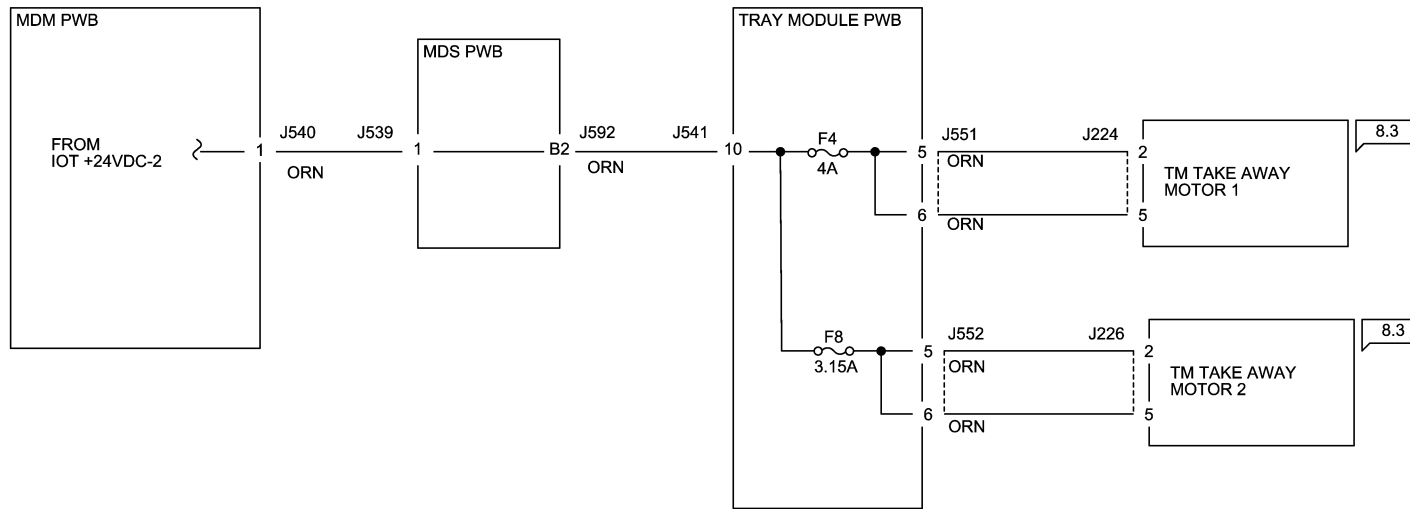 MDM PWB
FROM
IOT +24VDC-2
1
J540
ORN
J539
MDS PWB
1
B2
J592
ORN
J541
TRAY MODULE PWB
10
F4
4A
5
6
J551
ORN
ORN
J224
2
5
TM TAKE AWAY
MOTOR 1
8.3
F8
3.15A
5
6
J552
ORN
ORN
J226
2
5
TM TAKE AWAY
MOTOR 2
8.3